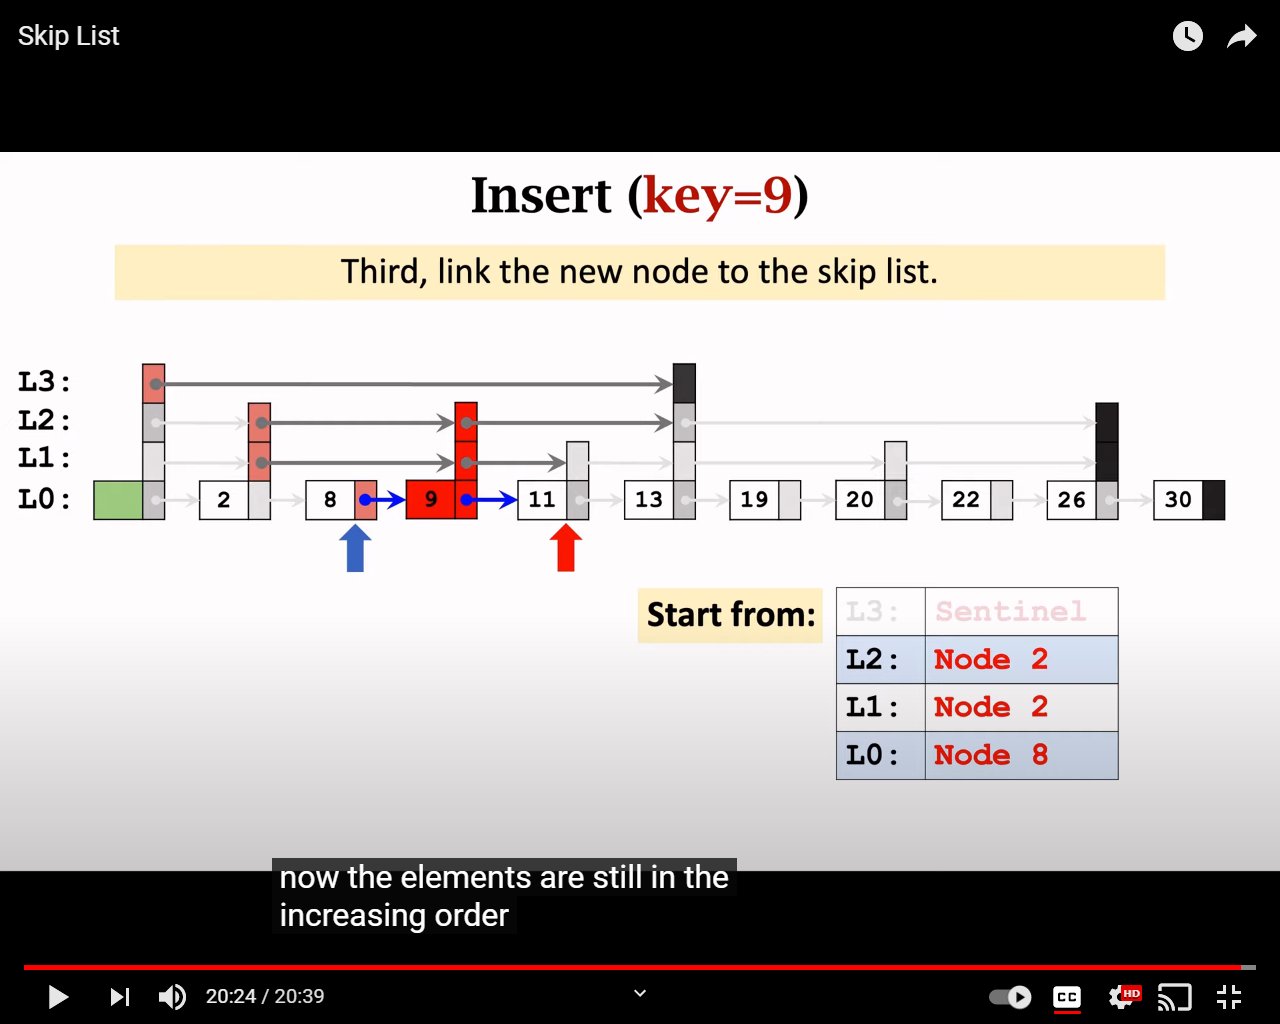 Skip List
Insert (key=9)
Third, link the new node to the skip list.
L3:
L2:
L1:
L0: 2 8 9 11 13 19 20 22 26 30
Start from:
L3: Sentinel
L2: Node 2
L1: Node 2
L0: Node 8
now the elements are still in the
increasing order
20:24 / 20:39
CC
HD